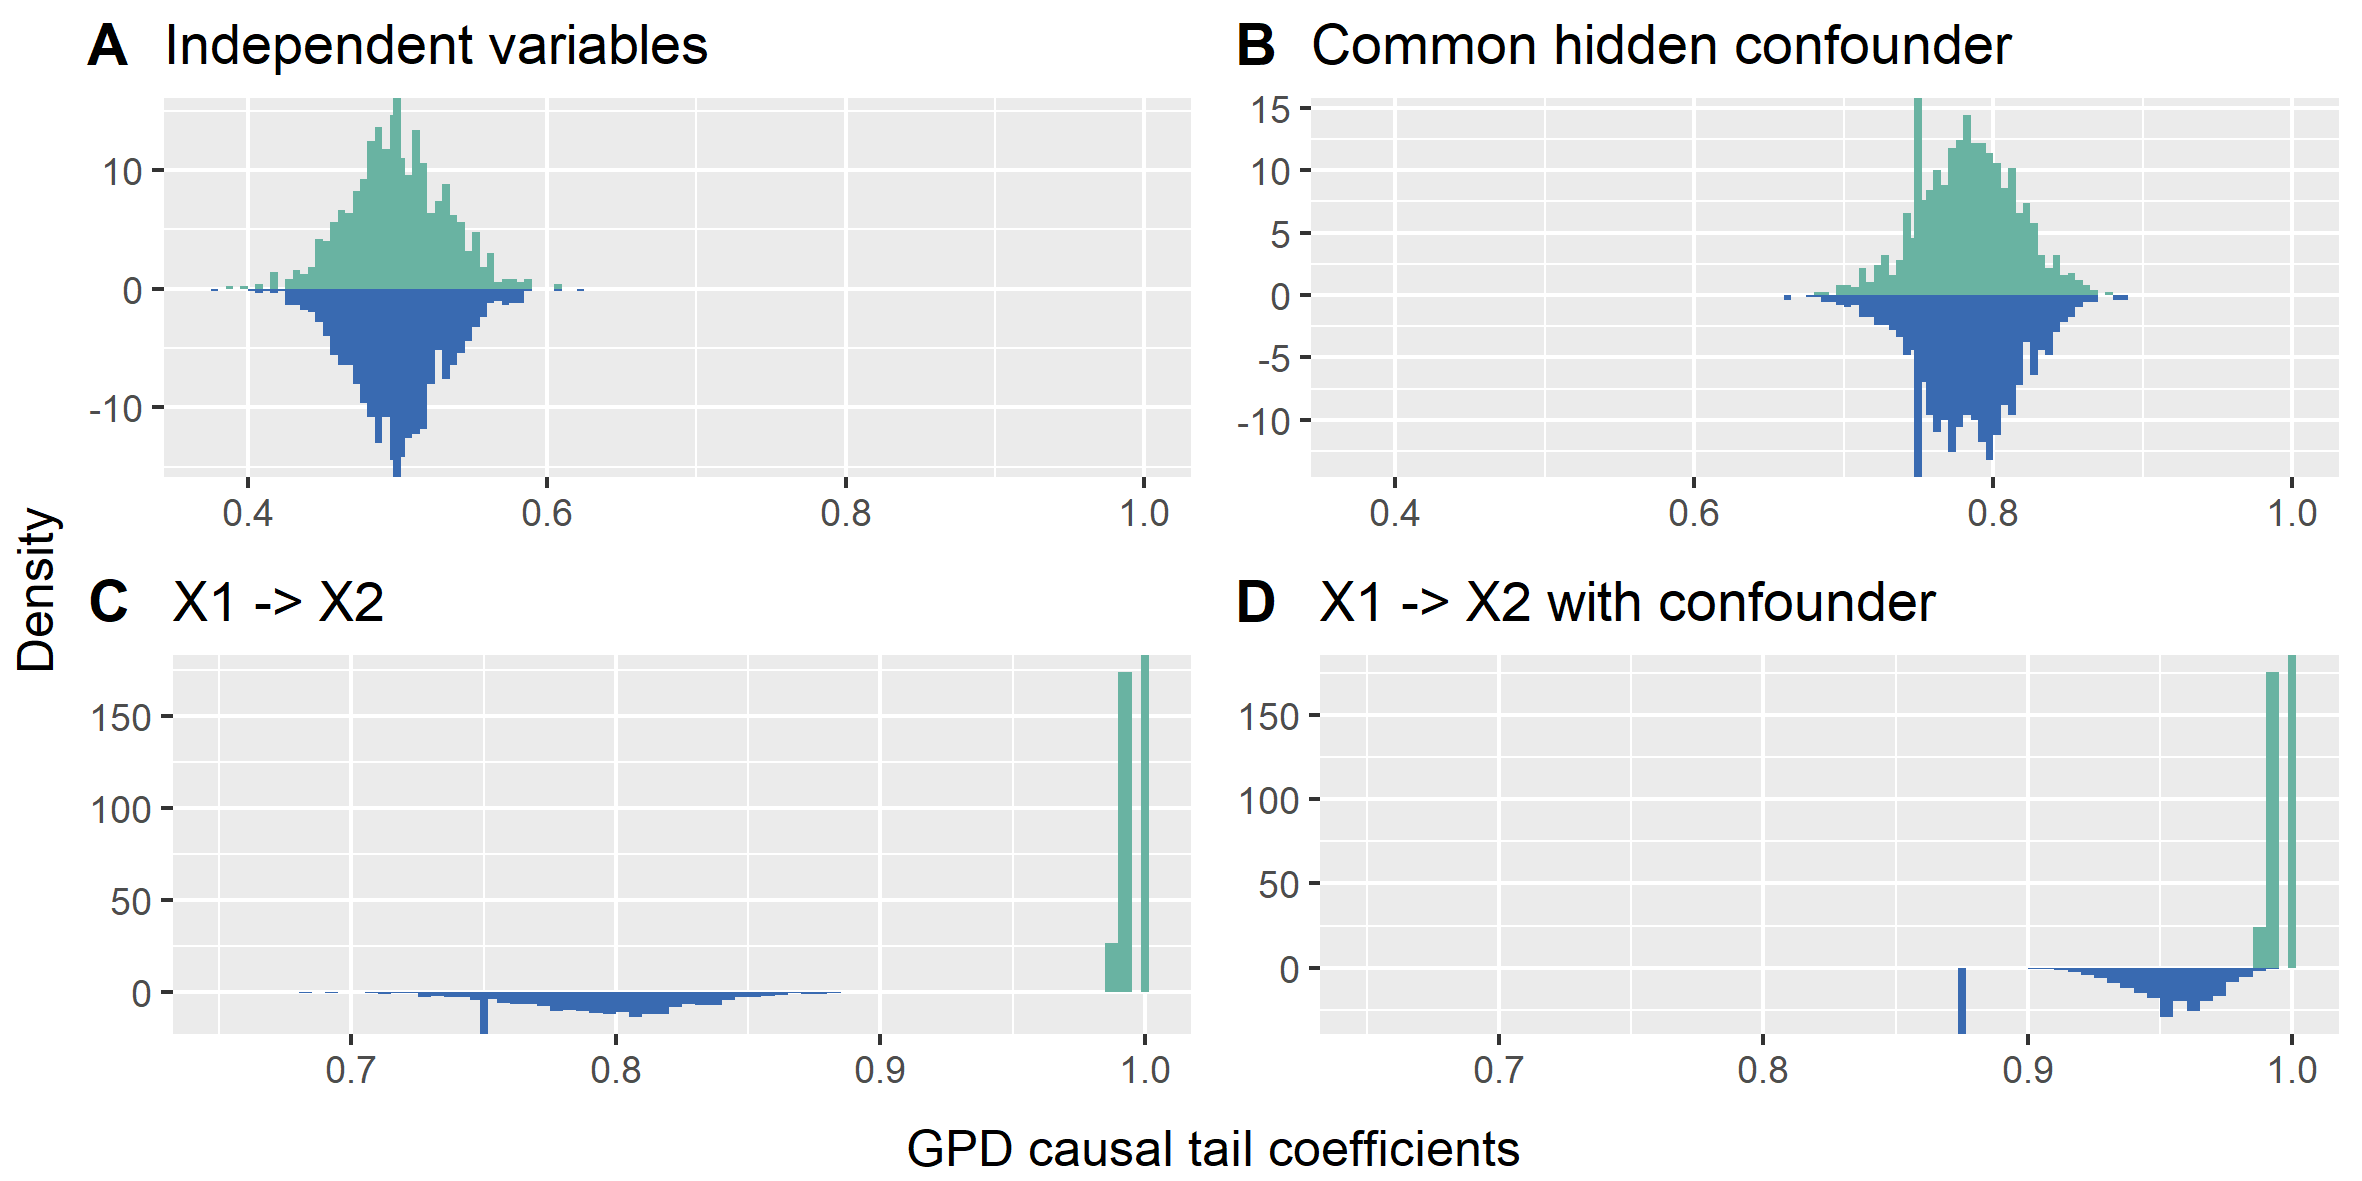 A Independent variables
B Common hidden confounder
10
0
-10
0.4 0.6 0.8 1.0
15
10
5
0
-5
-10
0.4 0.6 0.8 1.0
Density
C X1 -> X2
D X1 -> X2 with confounder
150
100
50
0
0.7 0.8 0.9 1.0
150
100
50
0
0.7 0.8 0.9 1.0
GPD causal tail coefficients